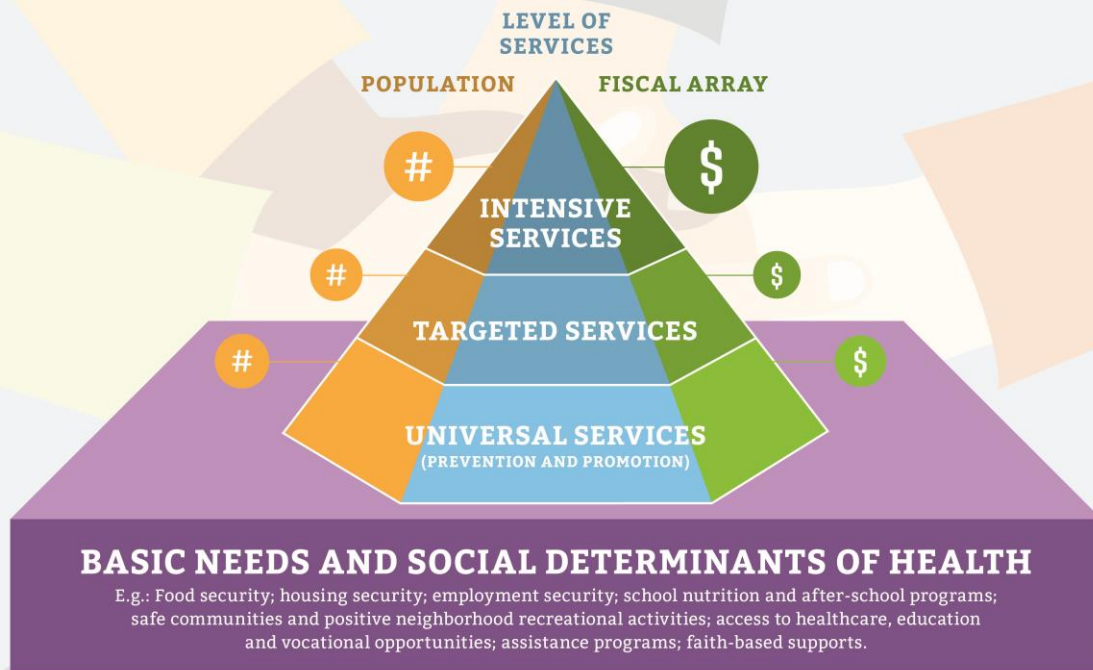 LEVEL OF
SERVICES
POPULATION
FISCAL ARRAY
#
$
INTENSIVE
SERVICES
#
$
TARGETED SERVICES
#
$
UNIVERSAL SERVICES
(PREVENTION AND PROMOTION)
BASIC NEEDS AND SOCIAL DETERMINANTS OF HEALTH
E.g.: Food security; housing security; employment security; school nutrition and after-school programs;
safe communities and positive neighborhood recreational activities; access to healthcare, education
and vocational opportunities; assistance programs; faith-based supports.